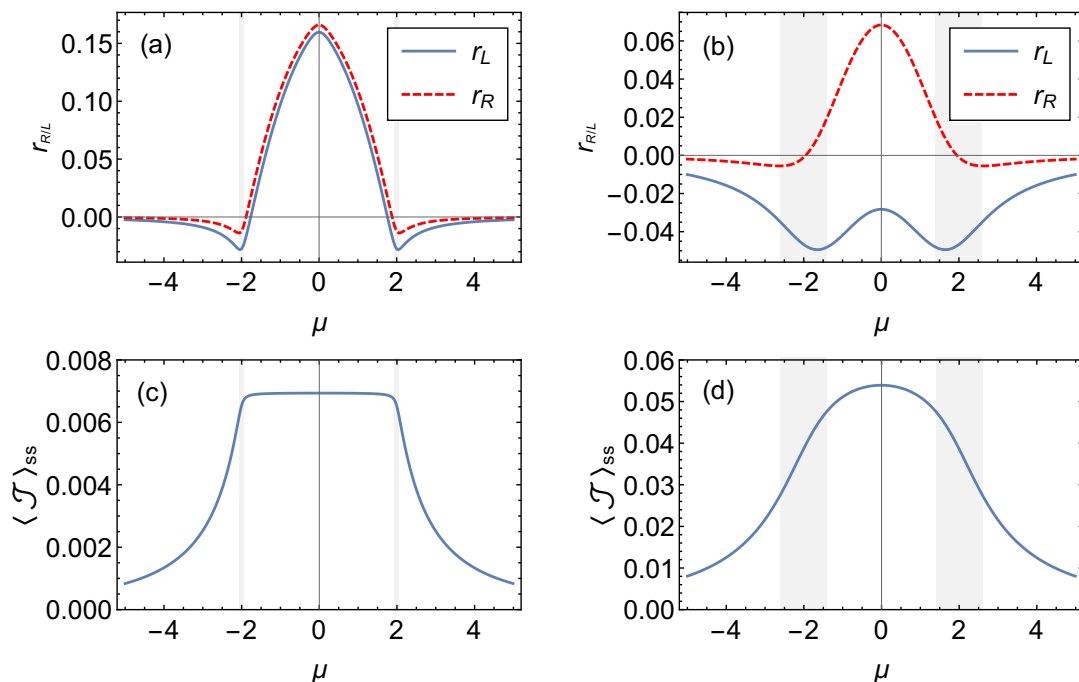 (a)
r_L
r_R
r_{R/L}
0.15
0.10
0.05
0.00
−4 −2 0 2 4
μ
(b)
r_L
r_R
r_{R/L}
0.06
0.04
0.02
0.00
−0.02
−0.04
−4 −2 0 2 4
μ
(c)
⟨𝒥⟩ss
0.008
0.006
0.004
0.002
0.000
−4 −2 0 2 4
μ
(d)
⟨𝒥⟩ss
0.06
0.05
0.04
0.03
0.02
0.01
0.00
−4 −2 0 2 4
μ